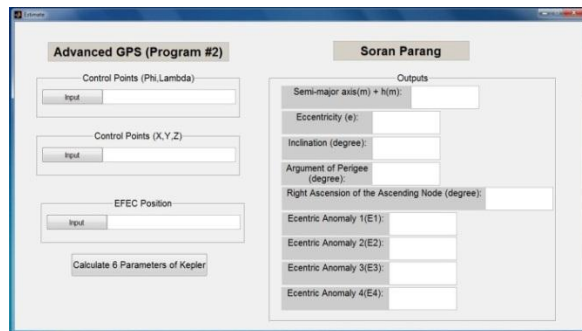 Estimate
Advanced GPS (Program #2)
Control Points (Phi,Lambda)
Input
Control Points (X,Y,Z)
Input
EFEC Position
Input
Calculate 6 Parameters of Kepler
Soran Parang
Outputs
Semi-major axis(m) + h(m):
Eccentricity (e):
Inclination (degree):
Argument of Perigee
(degree):
Right Ascension of the Ascending Node (degree):
Ecentric Anomaly 1(E1):
Ecentric Anomaly 2(E2):
Ecentric Anomaly 3(E3):
Ecentric Anomaly 4(E4):